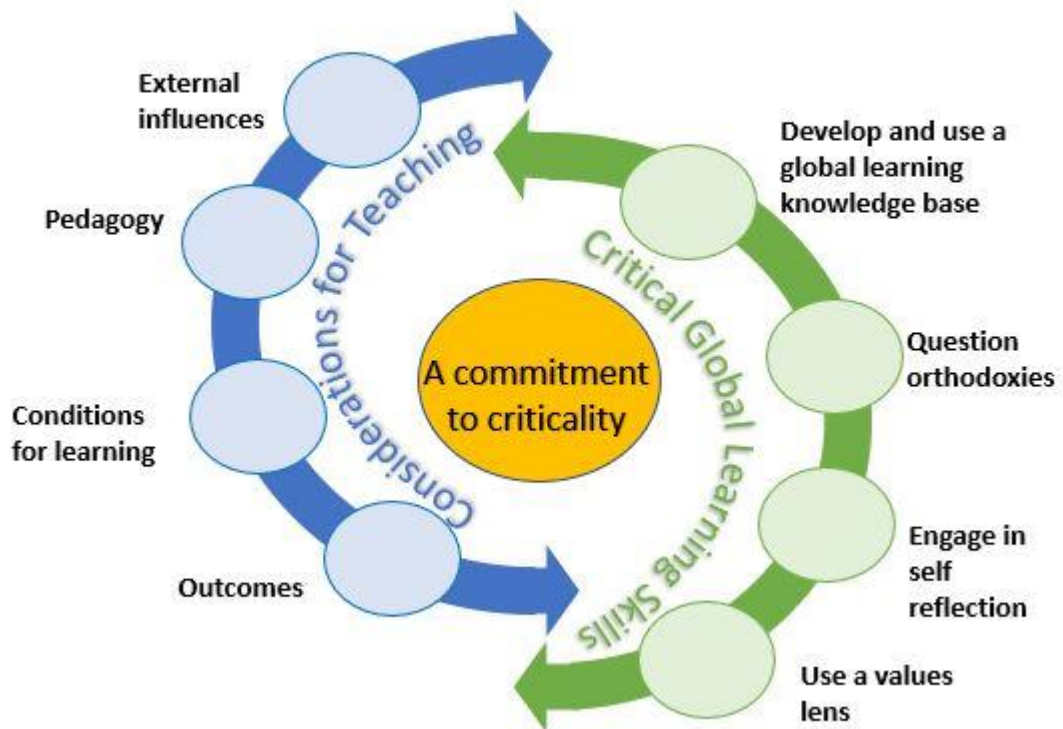 External
influences
Pedagogy
Conditions
for learning
Outcomes
Considerations for Teaching
A commitment
to criticality
Critical Global Learning Skills
Develop and use a
global learning
knowledge base
Question
orthodoxies
Engage in
self
reflection
Use a values
lens